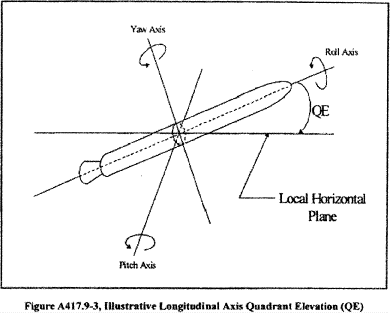 Yaw Axis
Roll Axis
QE
Local Horizontal
Plane
Pitch Axis
Figure A417.9-3, Illustrative Longitudinal Axis Quadrant Elevation (QE)